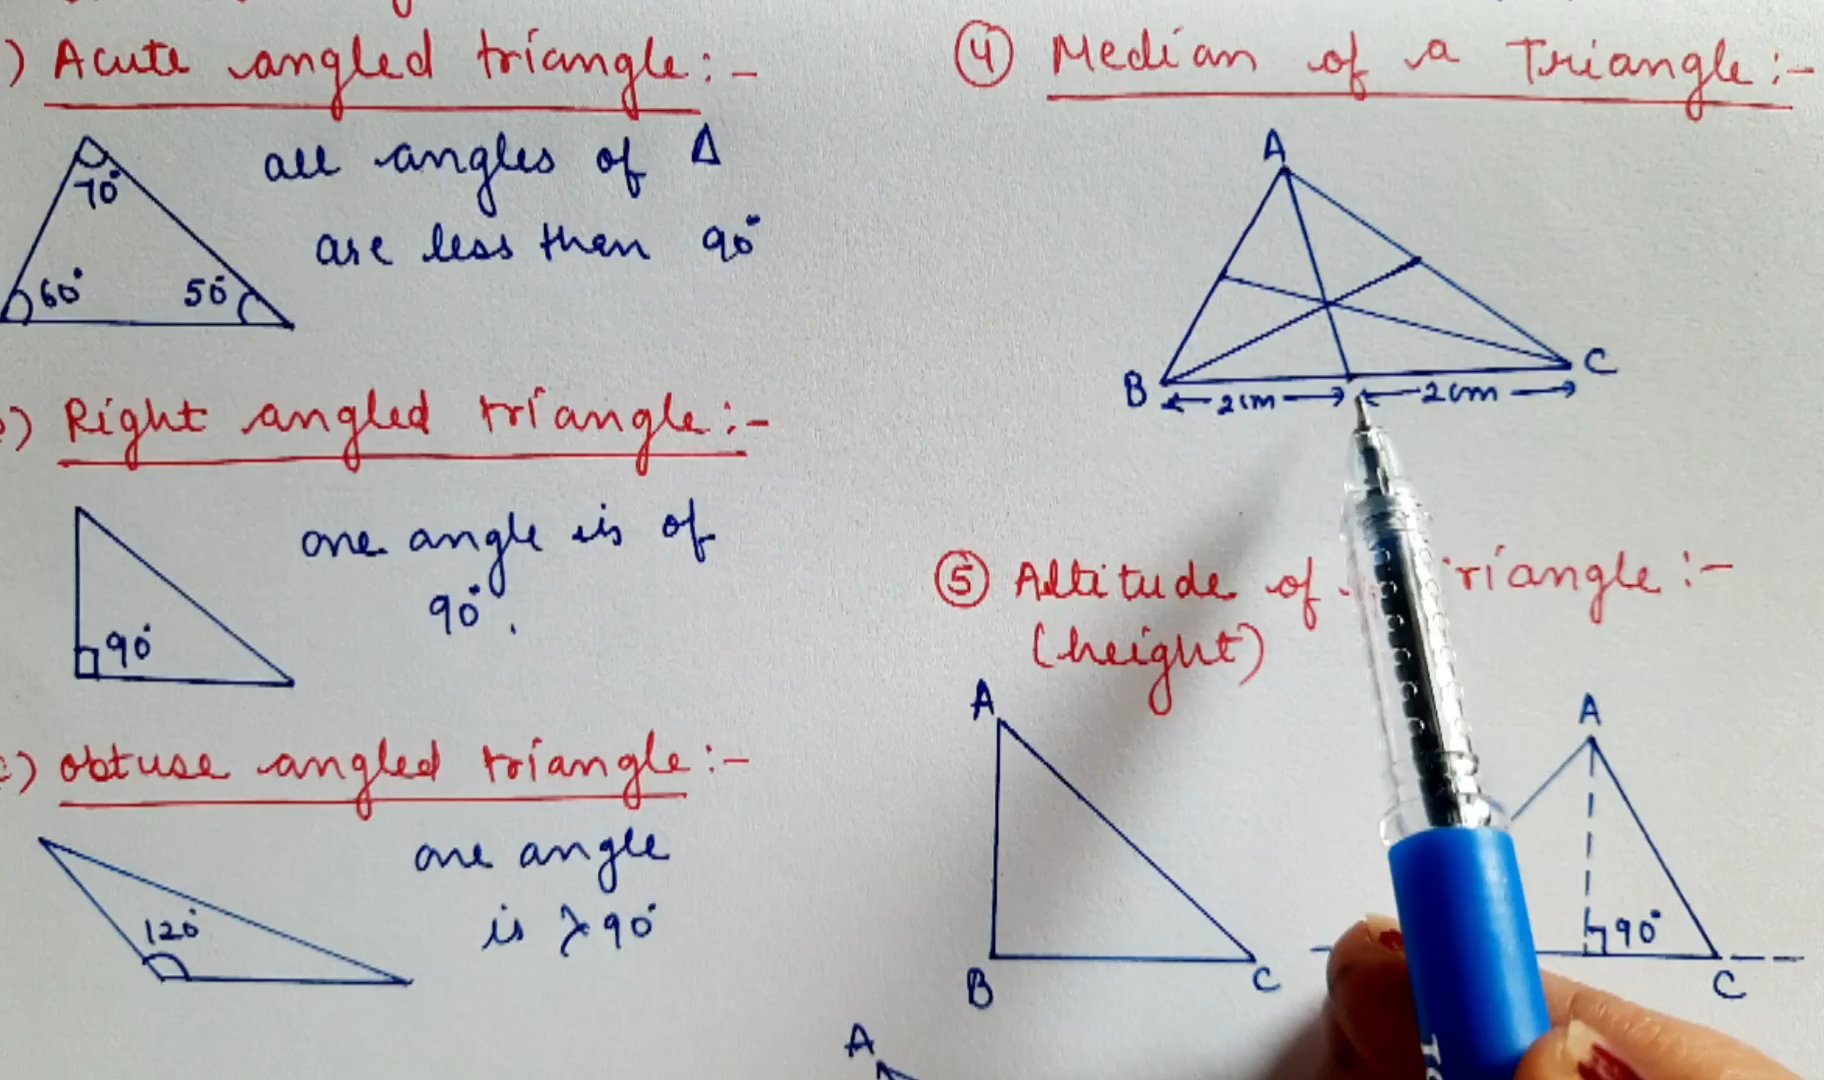 ) Acute angled triangle:-
70°
60°
50°
all angles of Δ
are less then 90°
) Right angled triangle:-
90°
one angle is of
90°.
) obtuse angled triangle:-
120°
one angle
is > 90°
④ Median of a Triangle:-
A
B
C
2cm
2cm
⑤ Altitude of riangle:-
(height)
A
B
C
A
90°
C
A